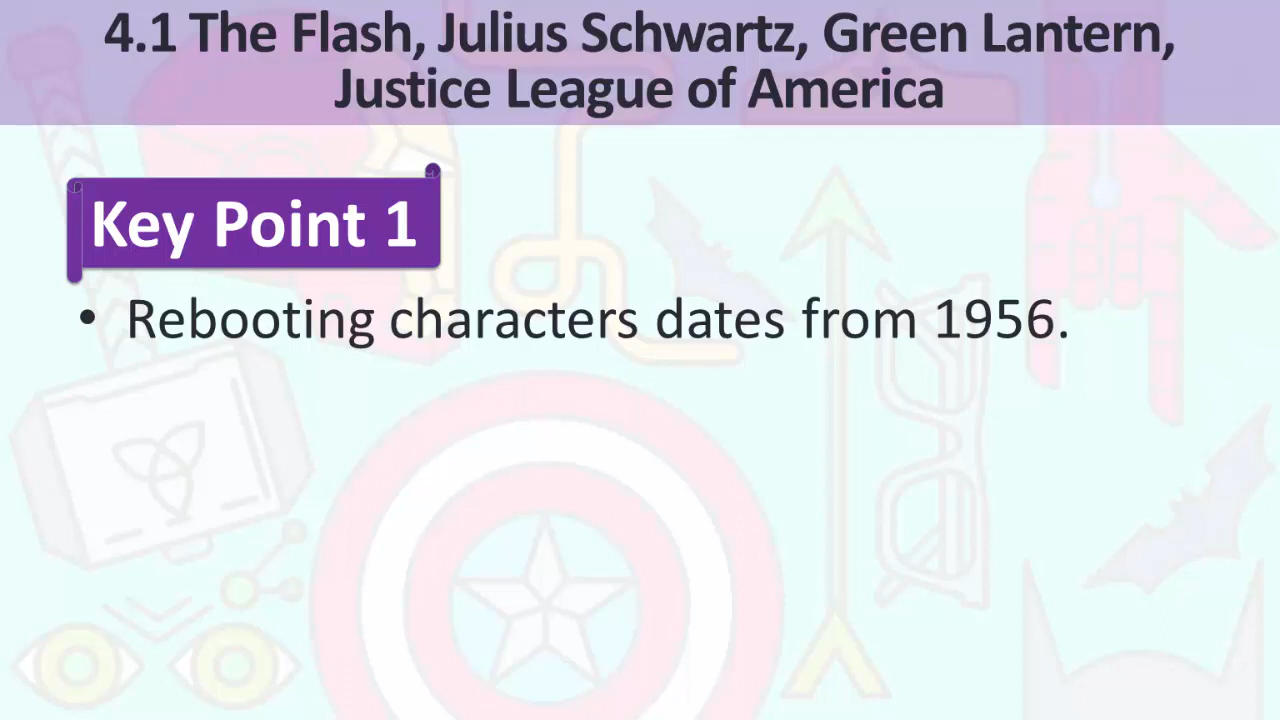 4.1 The Flash, Julius Schwartz, Green Lantern,
Justice League of America
Key Point 1
• Rebooting characters dates from 1956.